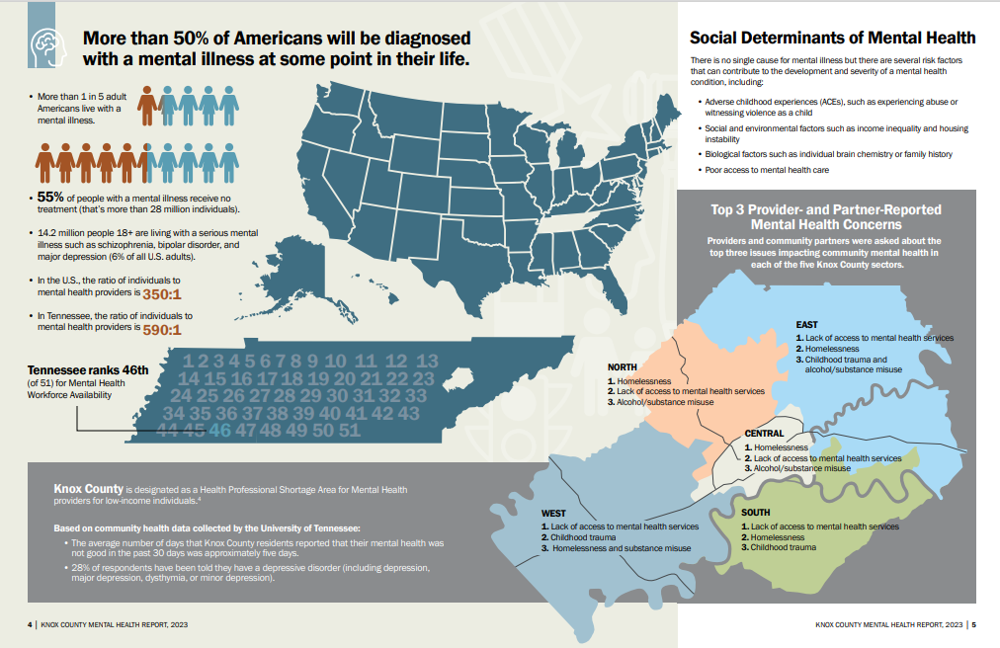 More than 50% of Americans will be diagnosed
with a mental illness at some point in their life.
• More than 1 in 5 adult
Americans live with a
mental illness.
• 55% of people with a mental illness receive no
treatment (that's more than 28 million individuals).
• 14.2 million people 18+ are living with a serious mental
illness such as schizophrenia, bipolar disorder, and
major depression (6% of all U.S. adults).
• In the U.S., the ratio of individuals to
mental health providers is 350:1
• In Tennessee, the ratio of individuals to
mental health providers is 590:1
Tennessee ranks 46th
(of 51) for Mental Health
Workforce Availability
1 2 3 4 5 6 7 8 9 10 11 12 13
14 15 16 17 18 19 20 21 22 23
24 25 26 27 28 29 30 31 32 33
34 35 36 37 38 39 40 41 42 43
44 45 46 47 48 49 50 51
Knox County is designated as a Health Professional Shortage Area for Mental Health
providers for low-income individuals.4
Based on community health data collected by the University of Tennessee:
• The average number of days that Knox County residents reported that their mental health was
not good in the past 30 days was approximately five days.
• 28% of respondents have been told they have a depressive disorder (including depression,
major depression, dysthymia, or minor depression).
4 | KNOX COUNTY MENTAL HEALTH REPORT, 2023
Social Determinants of Mental Health
There is no single cause for mental illness but there are several risk factors
that can contribute to the development and severity of a mental health
condition, including:
• Adverse childhood experiences (ACEs), such as experiencing abuse or
witnessing violence as a child
• Social and environmental factors such as income inequality and housing
instability
• Biological factors such as individual brain chemistry or family history
• Poor access to mental health care
Top 3 Provider- and Partner-Reported
Mental Health Concerns
Providers and community partners were asked about the
top three issues impacting community mental health in
each of the five Knox County sectors.
EAST
1. Lack of access to mental health services
2. Homelessness
3. Childhood trauma and
alcohol/substance misuse
NORTH
1. Homelessness
2. Lack of access to mental health services
3. Alcohol/substance misuse
CENTRAL
1. Homelessness
2. Lack of access to mental health services
3. Alcohol/substance misuse
WEST
1. Lack of access to mental health services
2. Childhood trauma
3. Homelessness and substance misuse
SOUTH
1. Lack of access to mental health services
2. Homelessness
3. Childhood trauma
KNOX COUNTY MENTAL HEALTH REPORT, 2023 | 5